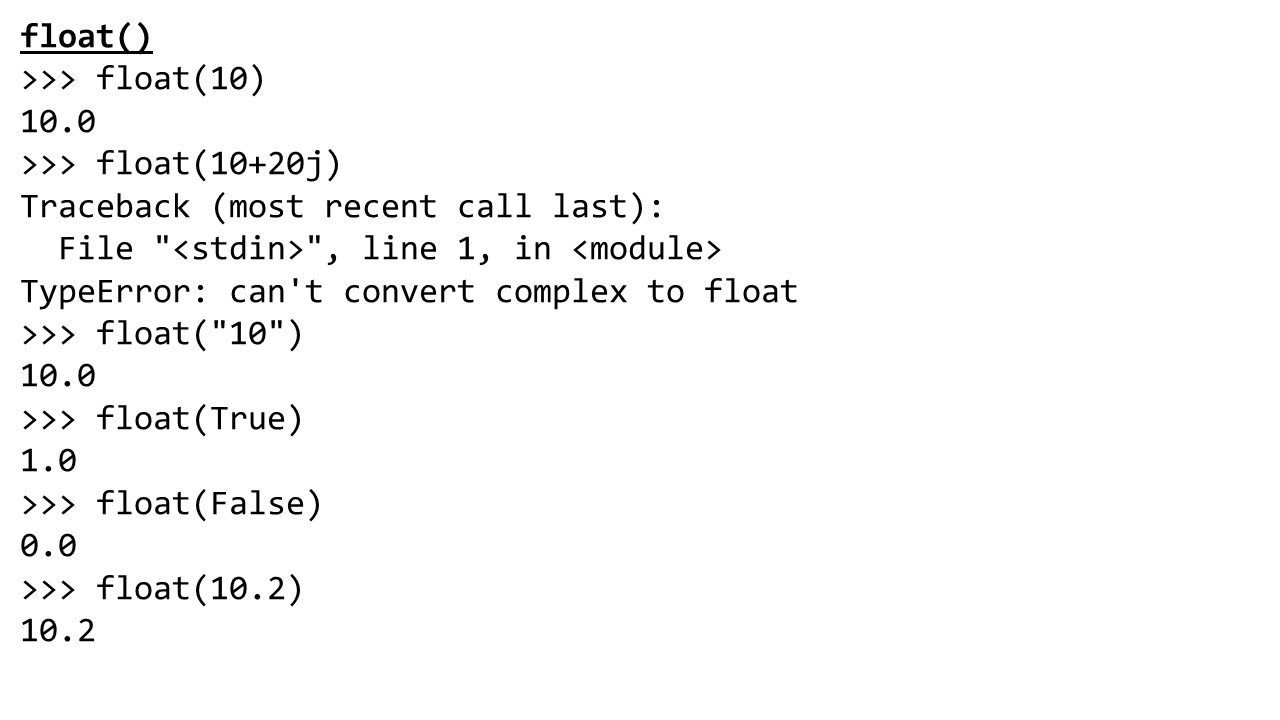 float()
>>> float(10)
10.0
>>> float(10+20j)
Traceback (most recent call last):
  File "<stdin>", line 1, in <module>
TypeError: can't convert complex to float
>>> float("10")
10.0
>>> float(True)
1.0
>>> float(False)
0.0
>>> float(10.2)
10.2